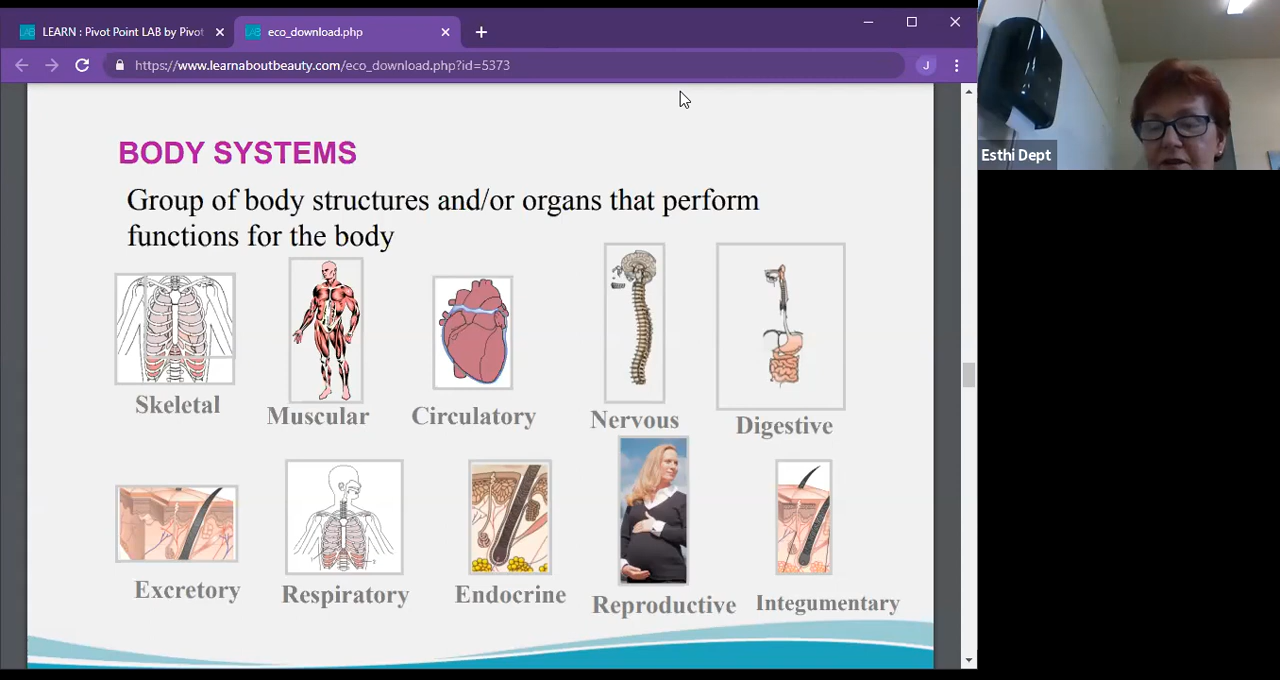 LEARN : Pivot Point LAB by Pivot
eco_download.php
https://www.learnaboutbeauty.com/eco_download.php?id=5373
J
Esthi Dept
BODY SYSTEMS
Group of body structures and/or organs that perform
functions for the body
Skeletal
Muscular
Circulatory
Nervous
Digestive
Excretory
Respiratory
Endocrine
Reproductive
Integumentary